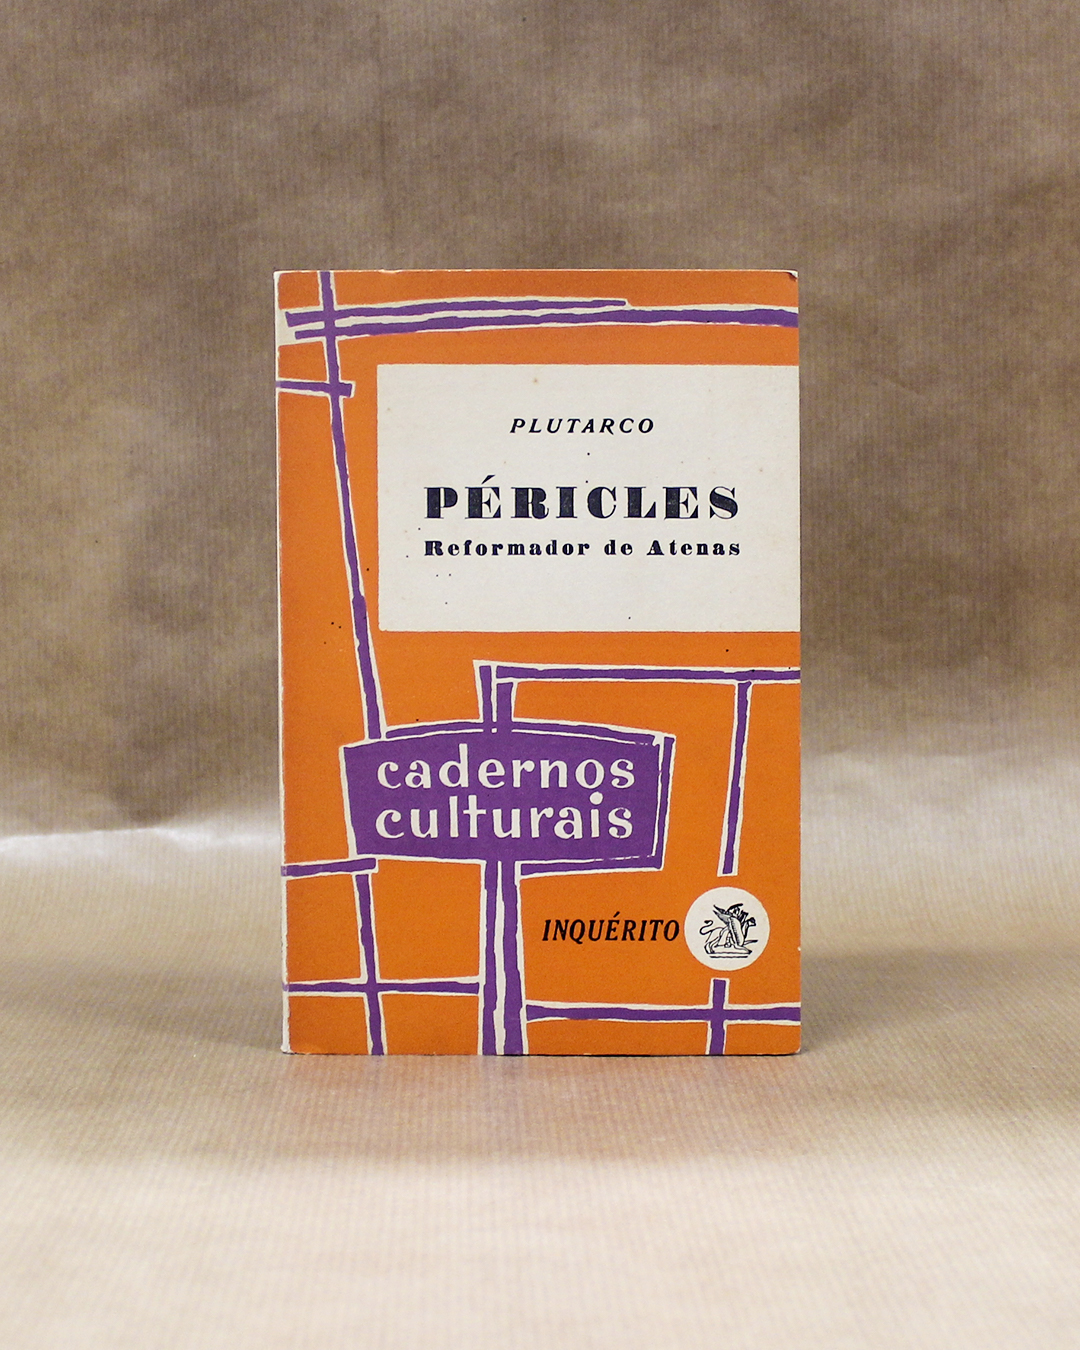 PLUTARCO
PÉRICLES
Reformador de Atenas
cadernos
culturais
INQUÉRITO